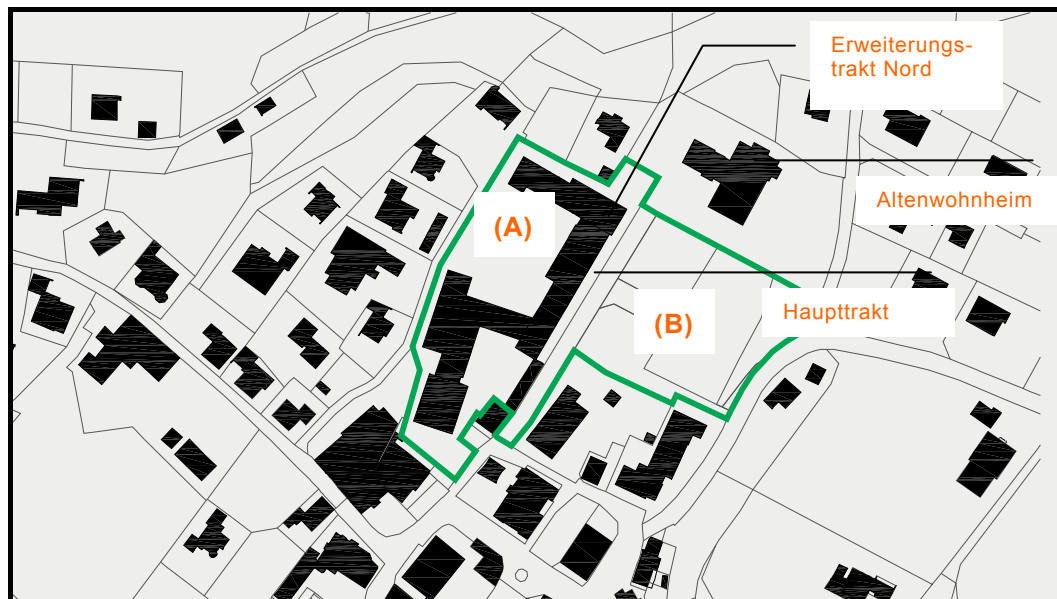 Erweiterungs-
trakt Nord
Altenwohnheim
(A)
Haupttrakt
(B)